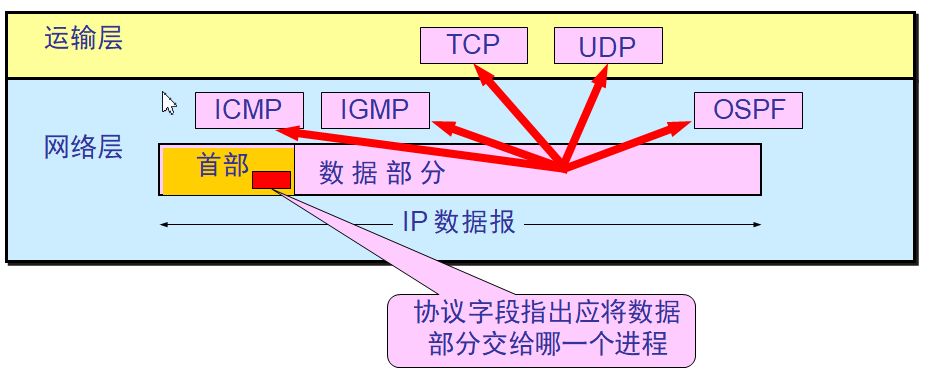 运输层
TCP
UDP
ICMP
IGMP
OSPF
网络层
首部
数据部分
IP 数据报
协议字段指出应将数据
部分交给哪一个进程